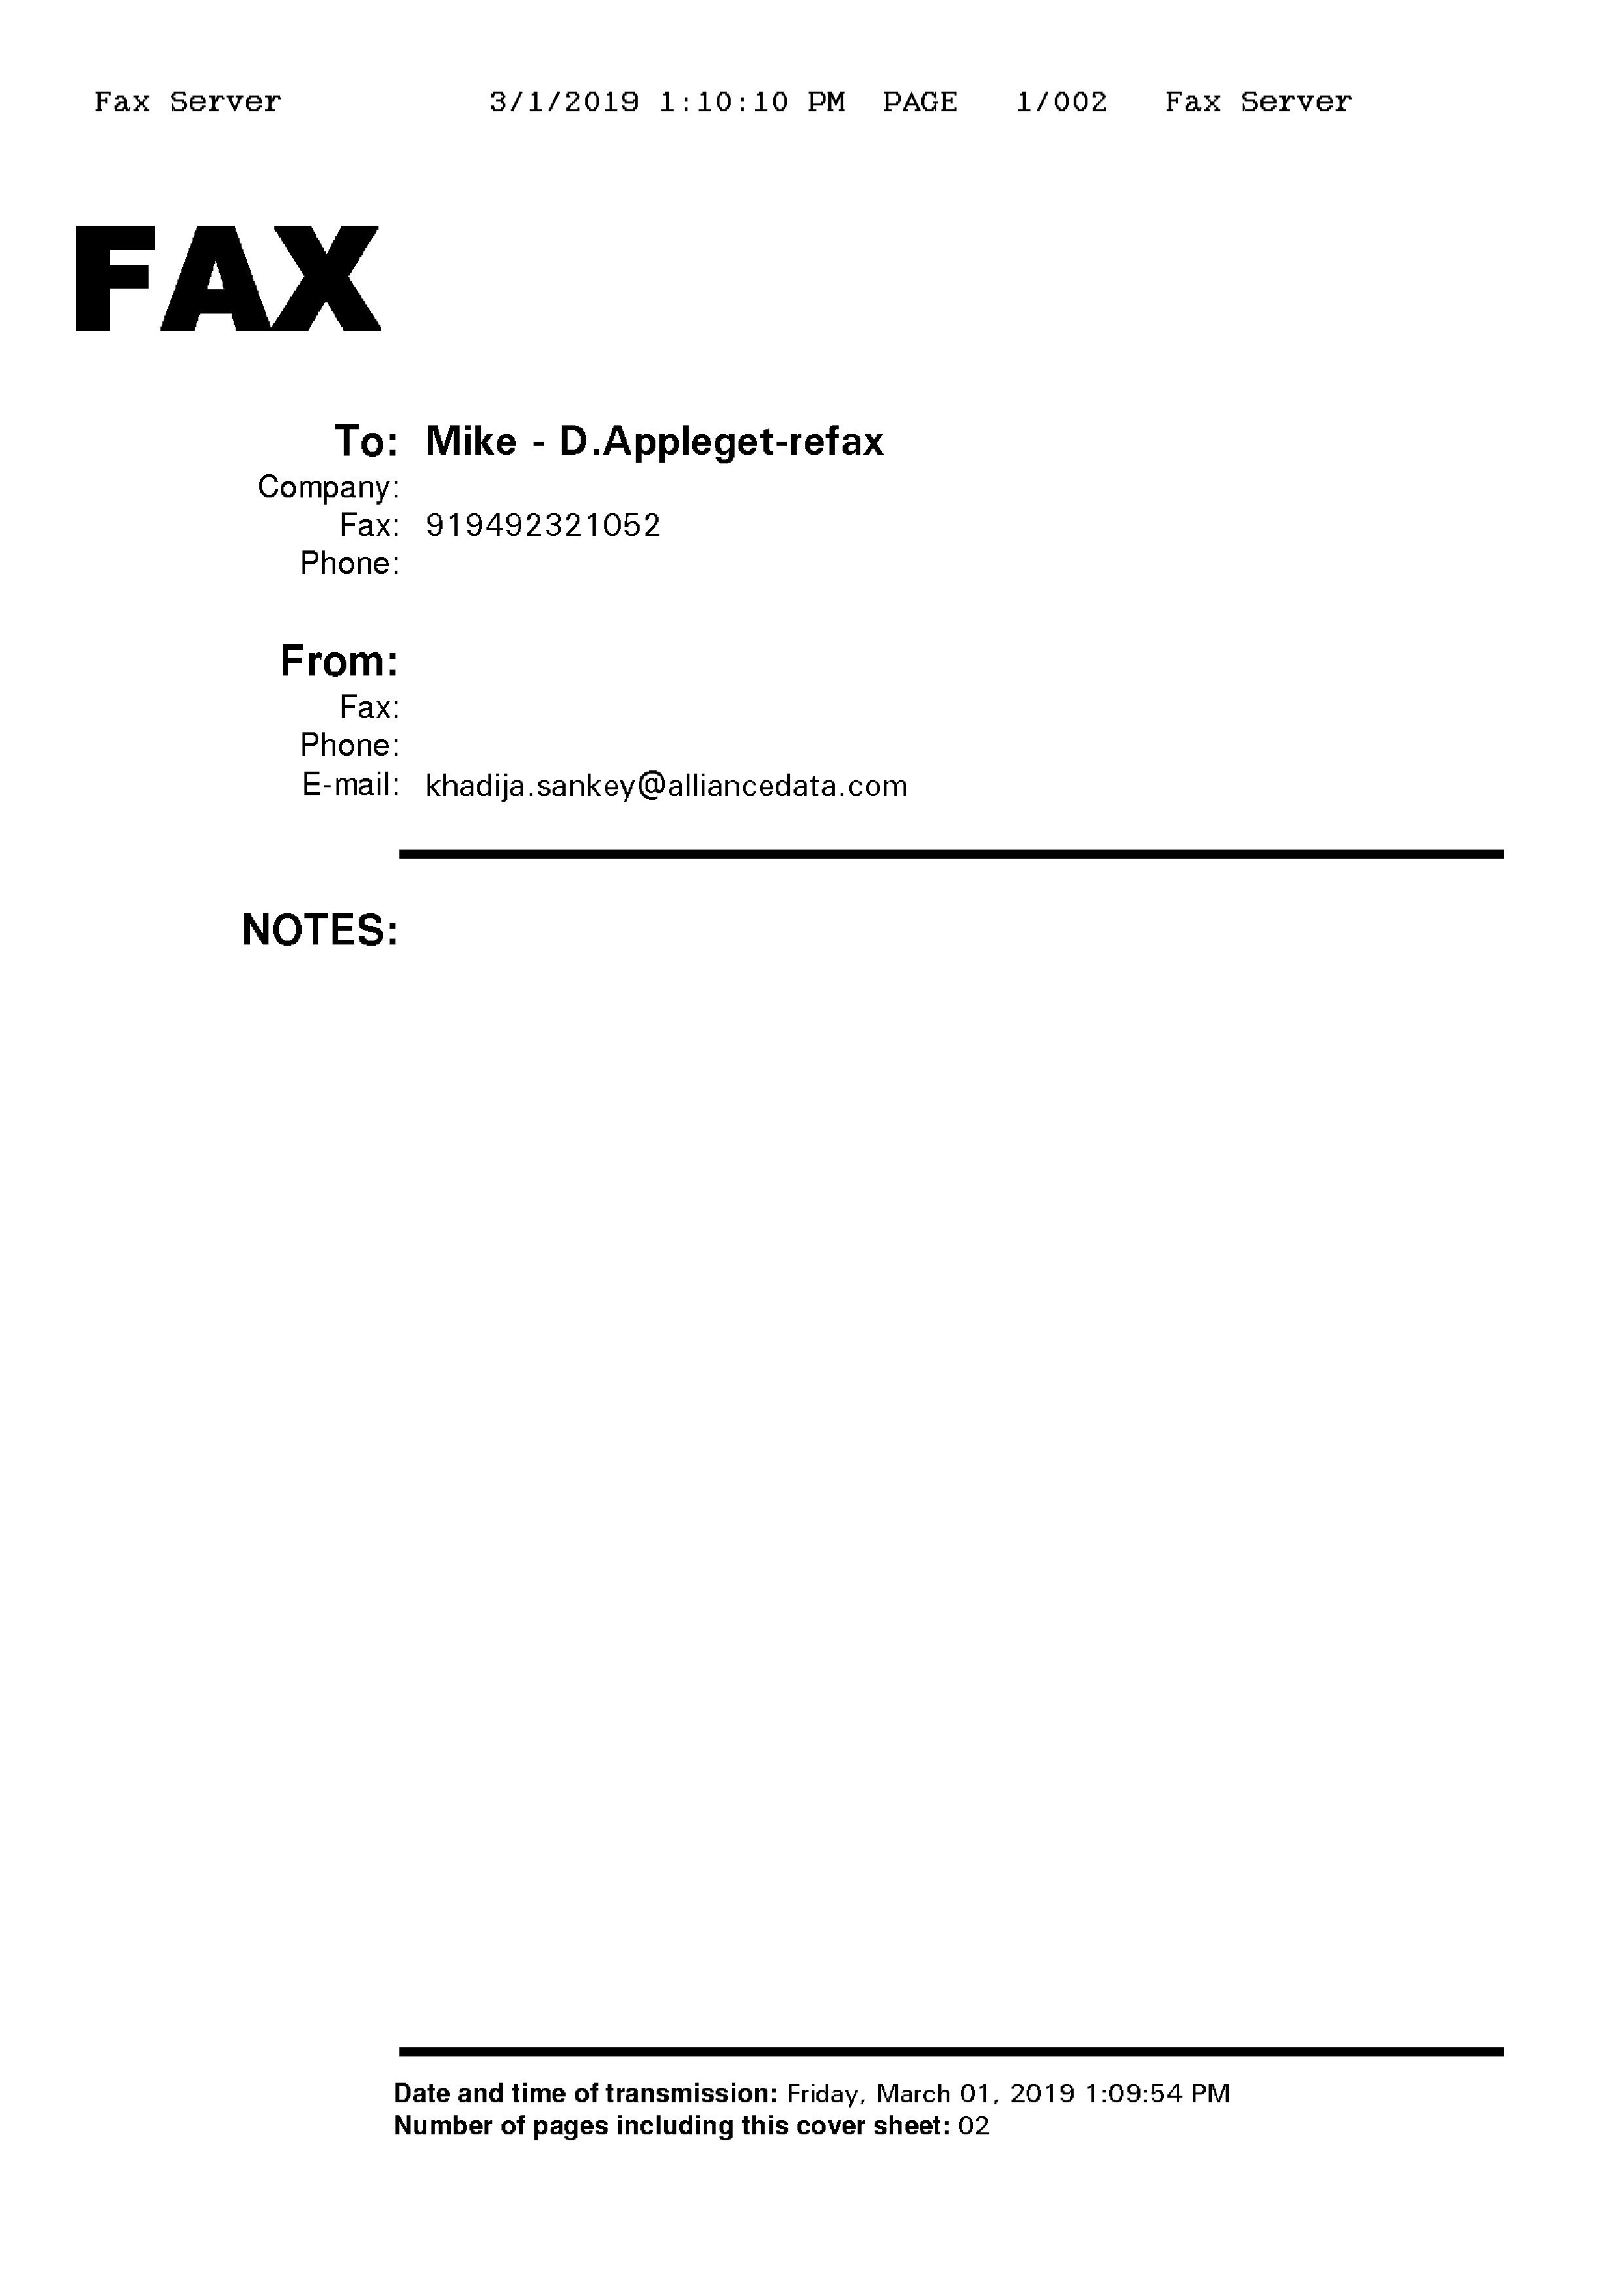 Fax Server 3/1/2019 1:10:10 PM PAGE 1/002 Fax Server
FAX
To: Mike - D.Appleget-refax
Company:
Fax: 919492321052
Phone:
From:
Fax:
Phone:
E-mail: khadija.sankey@alliancedata.com
NOTES:
Date and time of transmission: Friday, March 01, 2019 1:09:54 PM
Number of pages including this cover sheet: 02